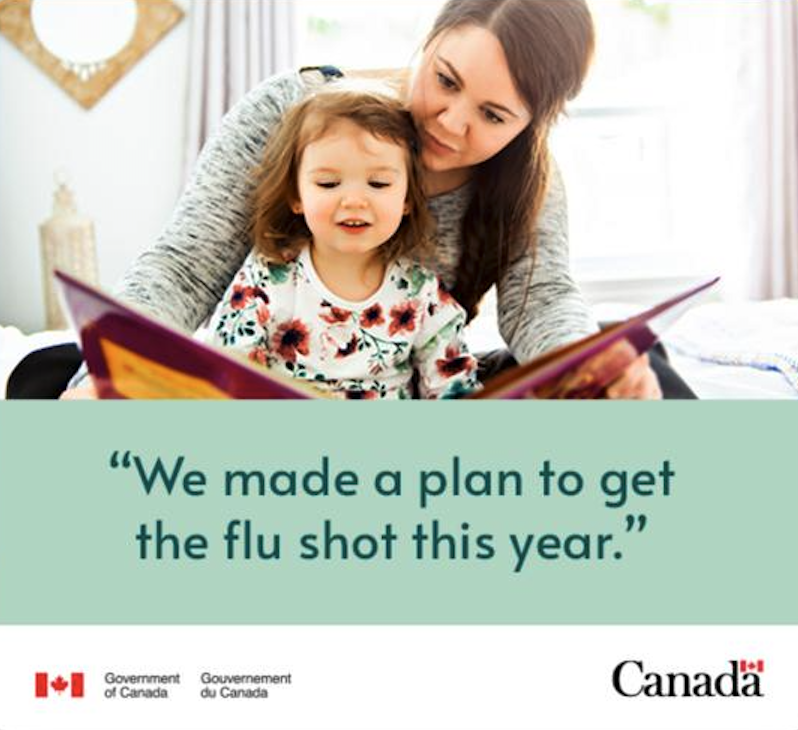 “We made a plan to get
the flu shot this year.”
Government
of Canada
Gouvernement
du Canada
Canada